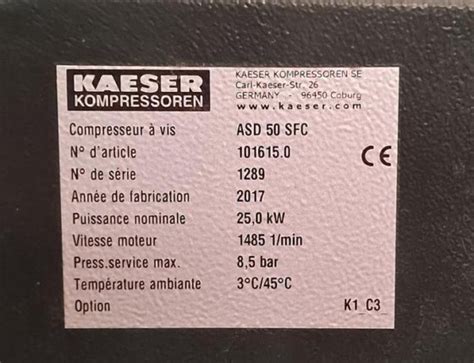 KAESER
KOMPRESSOREN
KAESER KOMPRESSOREN SE
Carl-Kaeser-Str. 26
GERMANY - 96450 Coburg
www.kaeser.com
Compresseur à vis ASD 50 SFC
N° d'article 101615.0
CE
N° de série 1289
Année de fabrication 2017
Puissance nominale 25,0 kW
Vitesse moteur 1485 1/min
Press.service max. 8,5 bar
Température ambiante 3°C/45°C
Option K1_C3_